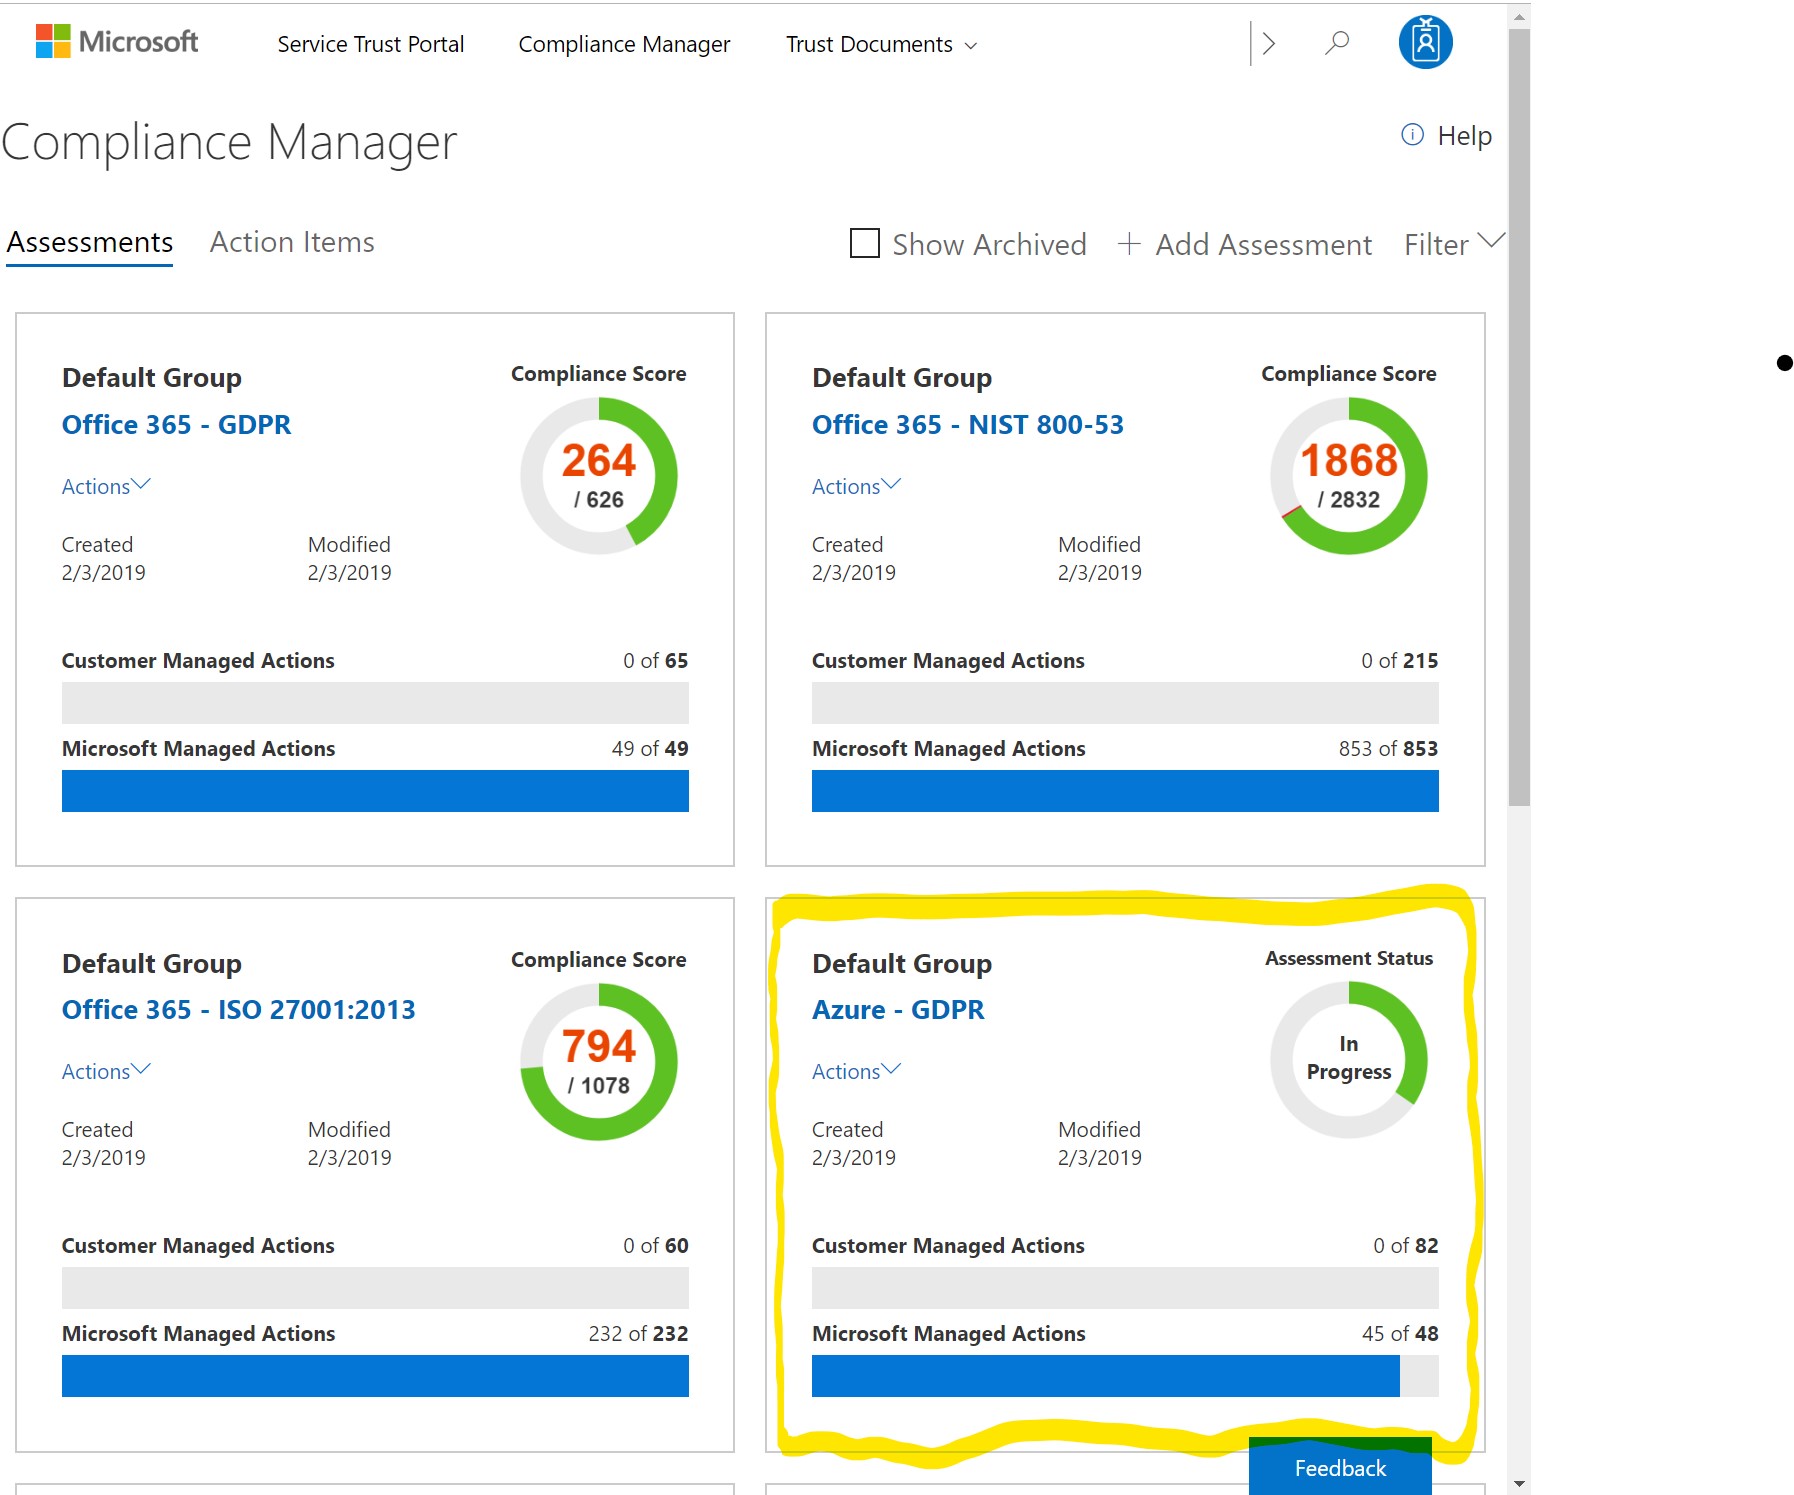 Microsoft Service Trust Portal Compliance Manager Trust Documents
Compliance Manager
Help
Assessments Action Items
Show Archived + Add Assessment Filter
Default Group
Office 365 - GDPR
Actions
Compliance Score
264
/ 626
Created Modified
2/3/2019 2/3/2019
Customer Managed Actions 0 of 65
Microsoft Managed Actions 49 of 49
Default Group
Office 365 - NIST 800-53
Actions
Compliance Score
1868
/ 2832
Created Modified
2/3/2019 2/3/2019
Customer Managed Actions 0 of 215
Microsoft Managed Actions 853 of 853
Default Group
Office 365 - ISO 27001:2013
Actions
Compliance Score
794
/ 1078
Created Modified
2/3/2019 2/3/2019
Customer Managed Actions 0 of 60
Microsoft Managed Actions 232 of 232
Default Group
Azure - GDPR
Actions
Assessment Status
In
Progress
Created Modified
2/3/2019 2/3/2019
Customer Managed Actions 0 of 82
Microsoft Managed Actions 45 of 48
Feedback